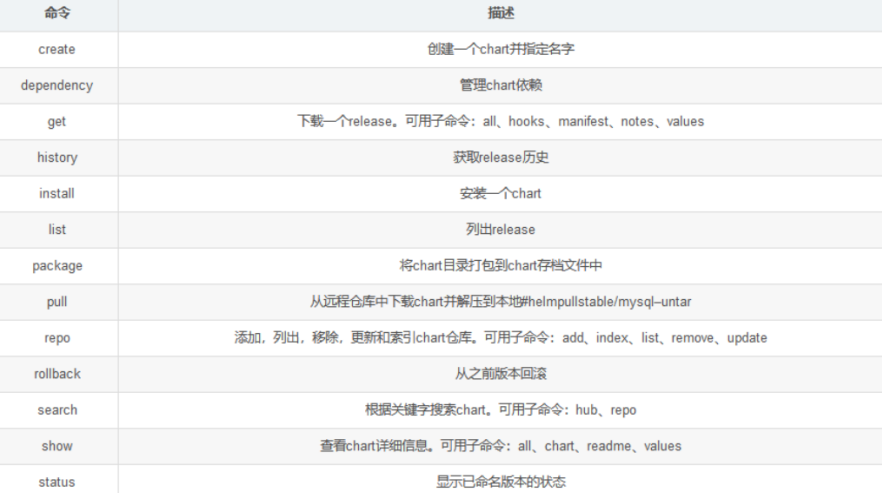 命令 描述
create 创建一个chart并指定名字
dependency 管理chart依赖
get 下载一个release。可用子命令：all、hooks、manifest、notes、values
history 获取release历史
install 安装一个chart
list 列出release
package 将chart目录打包到chart存档文件中
pull 从远程仓库中下载chart并解压到本地#helmpullstable/mysql–untar
repo 添加，列出，移除，更新和索引chart仓库。可用子命令：add、index、list、remove、update
rollback 从之前版本回滚
search 根据关键字搜索chart。可用子命令：hub、repo
show 查看chart详细信息。可用子命令：all、chart、readme、values
status 显示已命名版本的状态